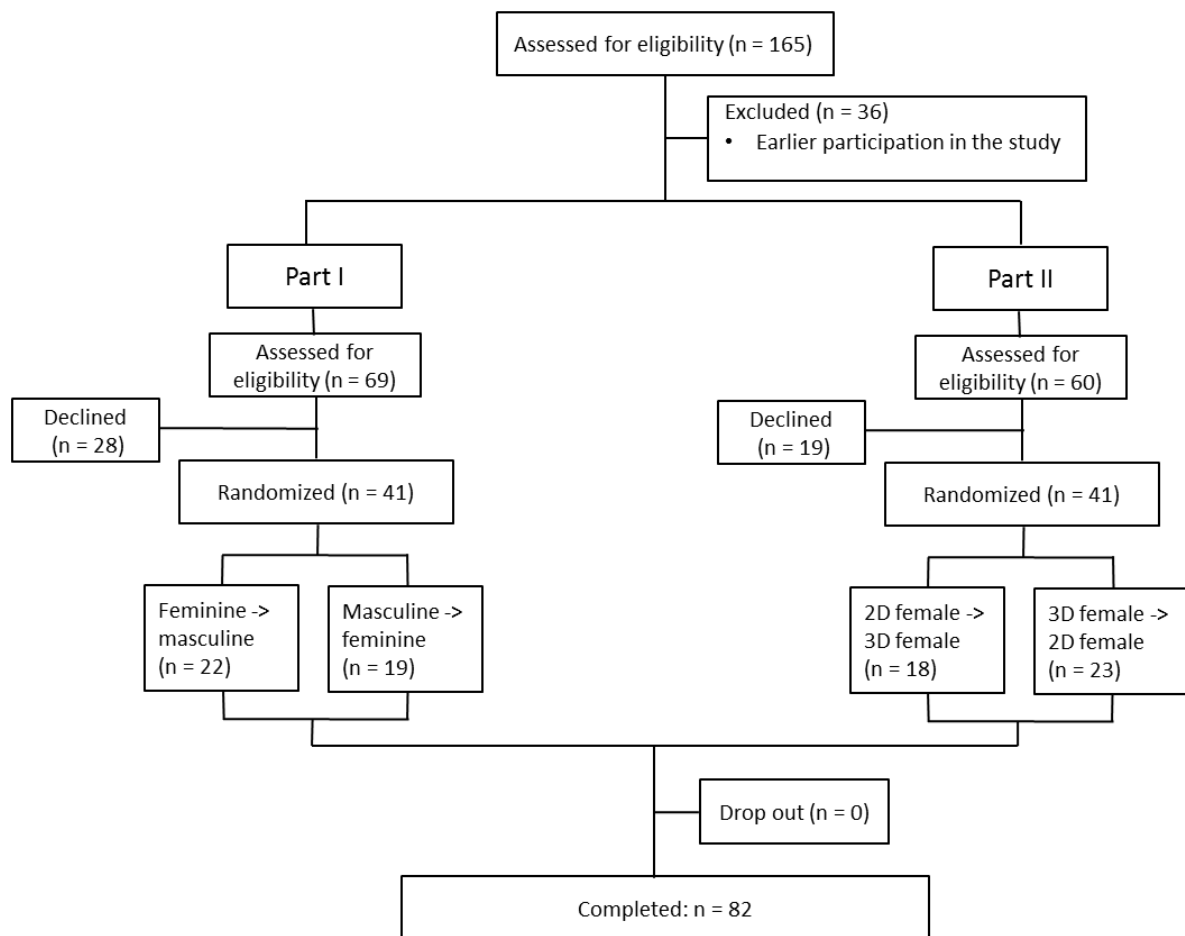 Assessed for eligibility (n = 165)
Excluded (n = 36)
• Earlier participation in the study
Part I
Part II
Assessed for
eligibility (n = 69)
Assessed for
eligibility (n = 60)
Declined
(n = 28)
Declined
(n = 19)
Randomized (n = 41)
Randomized (n = 41)
Feminine ->
masculine
(n = 22)
Masculine ->
feminine
(n = 19)
2D female ->
3D female
(n = 18)
3D female ->
2D female
(n = 23)
Drop out (n = 0)
Completed: n = 82